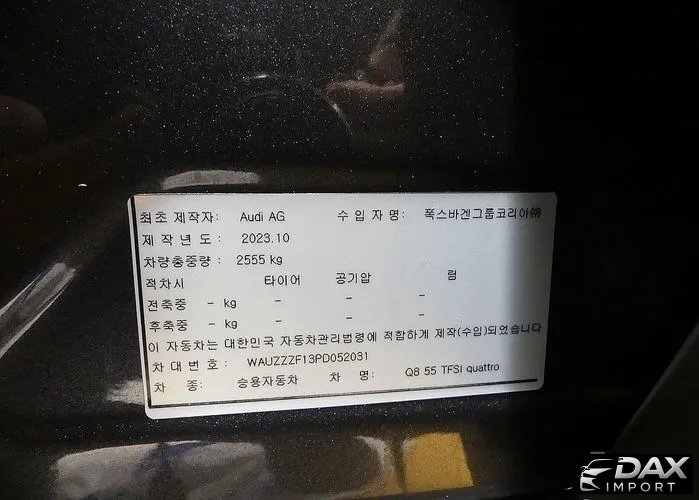 최초 제작자: Audi AG 수 입 자 명: 폭스바겐그룹코리아㈜
제 작 년 도 : 2023.10
차량총중량 : 2555 kg
적차시 타이어 공기압 림
전축중 - kg - - -
후축중 - kg - - -
이 자동차는 대한민국 자동차관리법령에 적합하게 제작(수입)되었습니다
차 대 번 호 : WAUZZZF13PD052031
차 종: 승용자동차 차 명: Q8 55 TFSI quattro
DAX
IMPORT